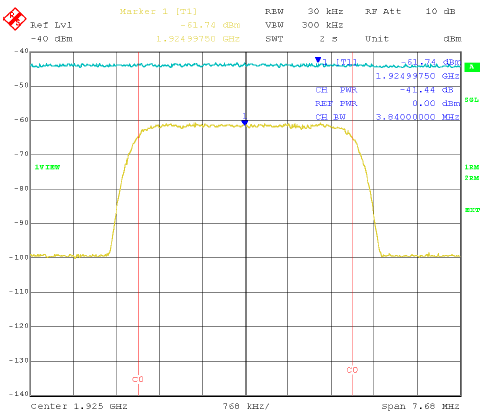 Marker 1 [T1] RBW 30 kHz RF Att 10 dB
Ref Lvl -61.74 dBm VBW 300 kHz
-40 dBm 1.92499750 GHz SWT 2 s Unit dBm
-40
1 [T1] -61.74 dBm A
1.92499750 GHz
-50
CH PWR -41.44 dB
REF PWR 0.00 dBm SGL
CH BW 3.84000000 MHz
-60
1
-70
1VIEW 1RM
2RM
-80
EXT
-90
-100
-110
-120
-130
C0 C0
-140
Center 1.925 GHz 768 kHz/ Span 7.68 MHz